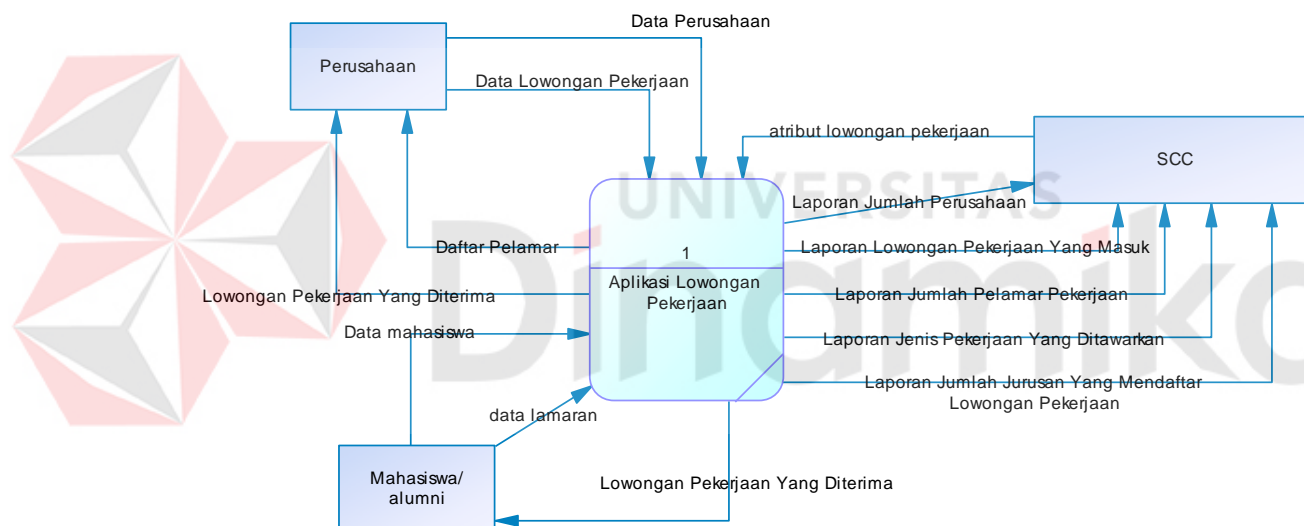 Data Perusahaan
Perusahaan
Data Lowongan Pekerjaan
atribut lowongan pekerjaan
SCC
UNIVERSITAS
Dinamika
Laporan Jumlah Perusahaan
Daftar Pelamar
1
Laporan Lowongan Pekerjaan Yang Masuk
Aplikasi Lowongan
Pekerjaan
Lowongan Pekerjaan Yang Diterima
Laporan Jumlah Pelamar Pekerjaan
Data mahasiswa
Laporan Jenis Pekerjaan Yang Ditawarkan
Laporan Jumlah Jurusan Yang Mendaftar
Lowongan Pekerjaan
data lamaran
Mahasiswa/
alumni
Lowongan Pekerjaan Yang Diterima